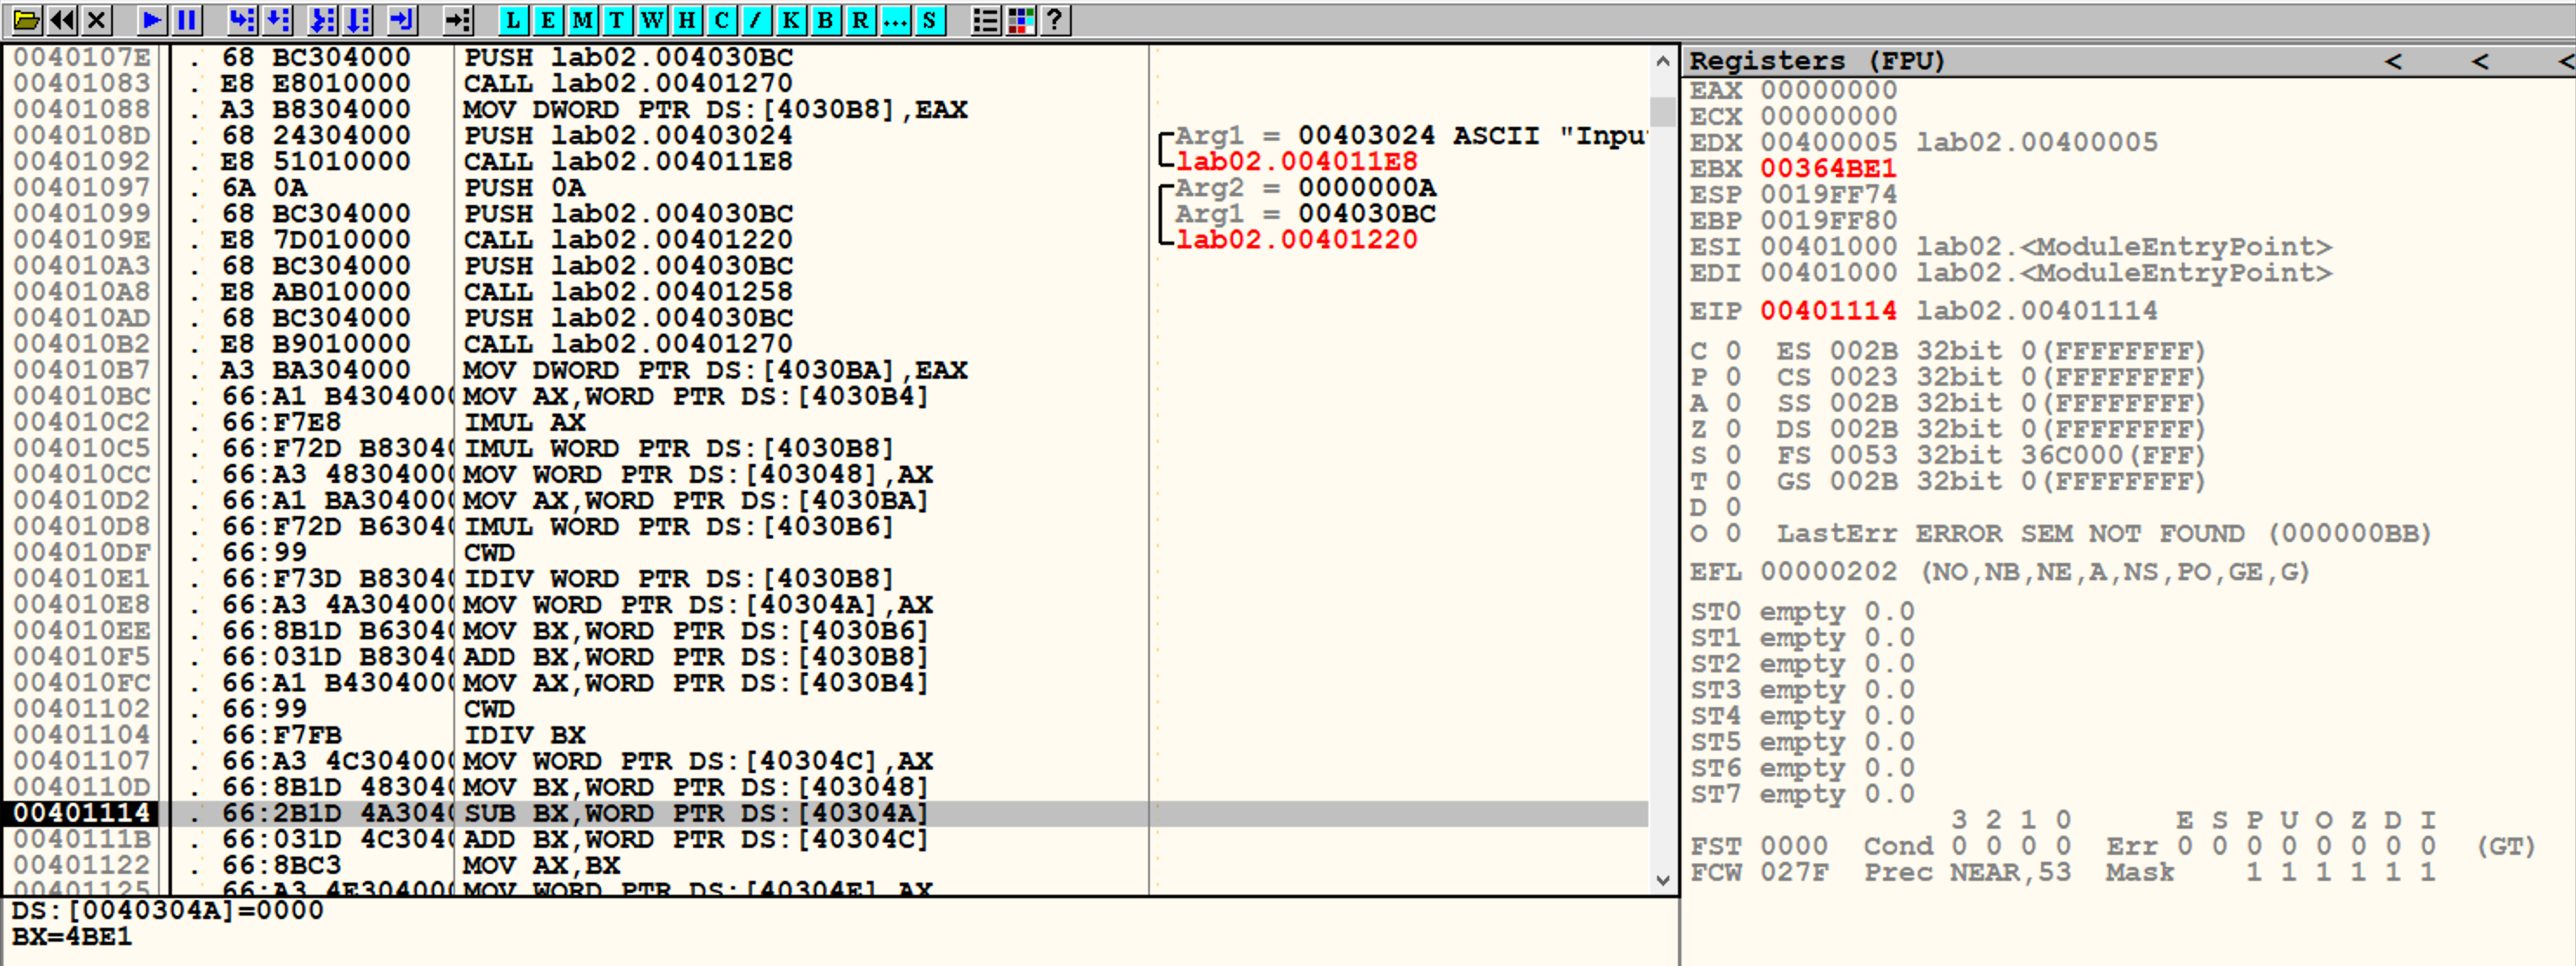 L E M T W H C / K B R ... S ?
0040107E . 68 BC304000 PUSH lab02.004030BC
00401083 . E8 E8010000 CALL lab02.00401270
00401088 . A3 B8304000 MOV DWORD PTR DS:[4030B8],EAX
0040108D . 68 24304000 PUSH lab02.00403024 Arg1 = 00403024 ASCII "Inpu
00401092 . E8 51010000 CALL lab02.004011E8 lab02.004011E8
00401097 . 6A 0A PUSH 0A Arg2 = 0000000A
00401099 . 68 BC304000 PUSH lab02.004030BC Arg1 = 004030BC
0040109E . E8 7D010000 CALL lab02.00401220 lab02.00401220
004010A3 . 68 BC304000 PUSH lab02.004030BC
004010A8 . E8 AB010000 CALL lab02.00401258
004010AD . 68 BC304000 PUSH lab02.004030BC
004010B2 . E8 B9010000 CALL lab02.00401270
004010B7 . A3 BA304000 MOV DWORD PTR DS:[4030BA],EAX
004010BC . 66:A1 B4304000 MOV AX,WORD PTR DS:[4030B4]
004010C2 . 66:F7E8 IMUL AX
004010C5 . 66:F72D B8304 IMUL WORD PTR DS:[4030B8]
004010CC . 66:A3 48304000 MOV WORD PTR DS:[403048],AX
004010D2 . 66:A1 BA304000 MOV AX,WORD PTR DS:[4030BA]
004010D8 . 66:F72D B6304 IMUL WORD PTR DS:[4030B6]
004010DF . 66:99 CWD
004010E1 . 66:F73D B8304 IDIV WORD PTR DS:[4030B8]
004010E8 . 66:A3 4A304000 MOV WORD PTR DS:[40304A],AX
004010EE . 66:8B1D B6304 MOV BX,WORD PTR DS:[4030B6]
004010F5 . 66:031D B8304 ADD BX,WORD PTR DS:[4030B8]
004010FC . 66:A1 B4304000 MOV AX,WORD PTR DS:[4030B4]
00401102 . 66:99 CWD
00401104 . 66:F7FB IDIV BX
00401107 . 66:A3 4C304000 MOV WORD PTR DS:[40304C],AX
0040110D . 66:8B1D 48304 MOV BX,WORD PTR DS:[403048]
00401114 . 66:2B1D 4A304 SUB BX,WORD PTR DS:[40304A]
0040111B . 66:031D 4C304 ADD BX,WORD PTR DS:[40304C]
00401122 . 66:8BC3 MOV AX,BX
00401125 . 66:A3 4E304000 MOV WORD PTR DS:[40304E],AX
DS:[0040304A]=0000
BX=4BE1
Registers (FPU) < < <
EAX 00000000
ECX 00000000
EDX 00400005 lab02.00400005
EBX 00364BE1
ESP 0019FF74
EBP 0019FF80
ESI 00401000 lab02.<ModuleEntryPoint>
EDI 00401000 lab02.<ModuleEntryPoint>
EIP 00401114 lab02.00401114
C 0 ES 002B 32bit 0(FFFFFFFF)
P 0 CS 0023 32bit 0(FFFFFFFF)
A 0 SS 002B 32bit 0(FFFFFFFF)
Z 0 DS 002B 32bit 0(FFFFFFFF)
S 0 FS 0053 32bit 36C000(FFF)
T 0 GS 002B 32bit 0(FFFFFFFF)
D 0
O 0 LastErr ERROR SEM NOT FOUND (000000BB)
EFL 00000202 (NO,NB,NE,A,NS,PO,GE,G)
ST0 empty 0.0
ST1 empty 0.0
ST2 empty 0.0
ST3 empty 0.0
ST4 empty 0.0
ST5 empty 0.0
ST6 empty 0.0
ST7 empty 0.0
3 2 1 0 E S P U O Z D I
FST 0000 Cond 0 0 0 0 Err 0 0 0 0 0 0 0 0 (GT)
FCW 027F Prec NEAR,53 Mask 1 1 1 1 1 1